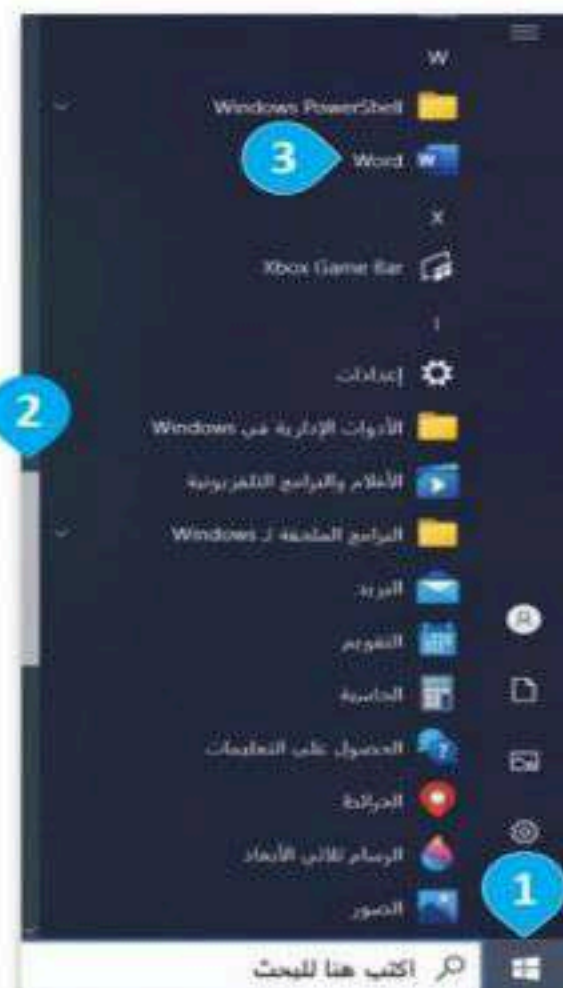 W
Windows PowerShell
3
Word
X
Xbox Game Bar
إ
إعدادات
2
الأدوات الإدارية في Windows
الأفلام والبرامج التلفزيونية
البرامج الملحقة لـ Windows
البريد
التقويم
الحاسبة
الحصول على التعليمات
الخرائط
الرسام ثلاثي الأبعاد
الصور
1
اكتب هنا للبحث